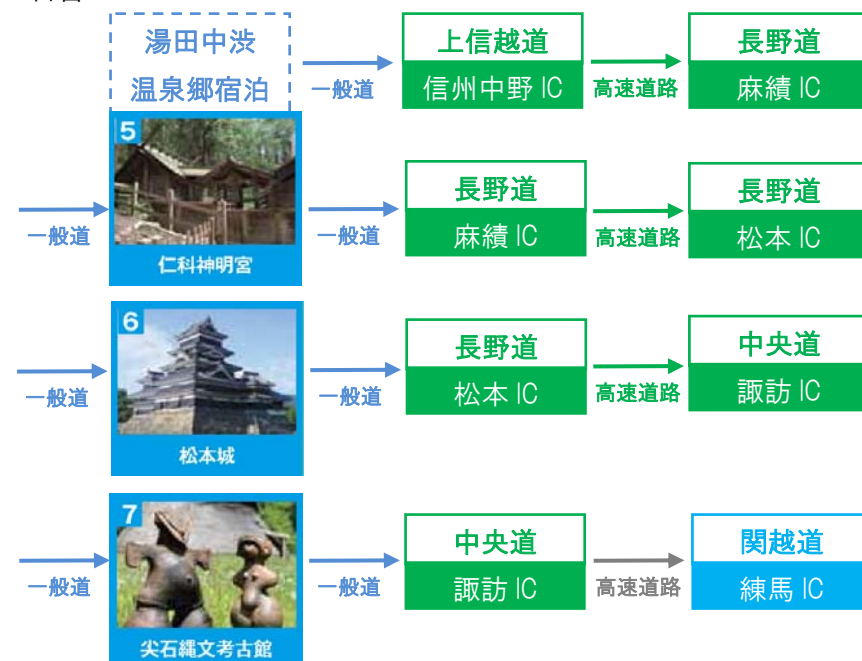 湯田中渋
温泉郷宿泊
一般道
上信越道
信州中野 IC
高速道路
長野道
麻績 IC
一般道
5
仁科神明宮
一般道
長野道
麻績 IC
高速道路
長野道
松本 IC
一般道
6
松本城
一般道
長野道
松本 IC
高速道路
中央道
諏訪 IC
一般道
7
尖石縄文考古館
一般道
中央道
諏訪 IC
高速道路
関越道
練馬 IC